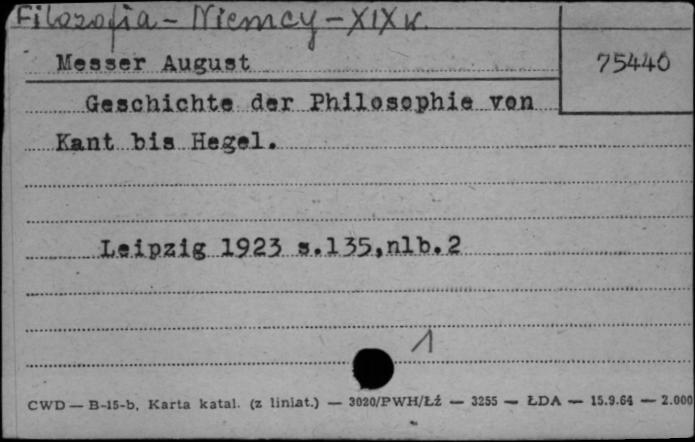 Filozofia - Niemcy - XIX w.
Messer August
75440
Geschichte der Philosophie von
Kant bis Hegel.
Leipzig 1923 s.135,nlb.2
1
CWD — B-15-b, Karta katal. (z liniat.) — 3020/PWH/Łź — 3255 — ŁDA — 15.9.64 — 2.000